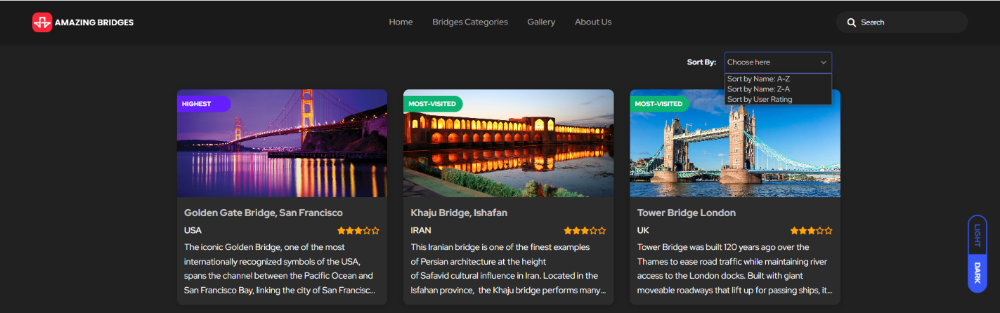 AMAZING BRIDGES
Home
Bridges Categories
Gallery
About Us
Search
Sort By:
Choose here
Sort by Name: A-Z
Sort by Name: Z-A
Sort by User Rating
HIGHEST
Golden Gate Bridge, San Francisco
USA
The iconic Golden Bridge, one of the most
internationally recognized symbols of the USA,
spans the channel between the Pacific Ocean and
San Francisco Bay, linking the city of San Francisc...
MOST-VISITED
Khaju Bridge, Ishafan
IRAN
This Iranian bridge is one of the finest examples
of Persian architecture at the height
of Safavid cultural influence in Iran. Located in the
Isfahan province, the Khaju bridge performs many...
MOST-VISITED
Tower Bridge London
UK
Tower Bridge was built 120 years ago over the
Thames to ease road traffic while maintaining river
access to the London docks. Built with giant
moveable roadways that lift up for passing ships, it...
LIGHT
DARK